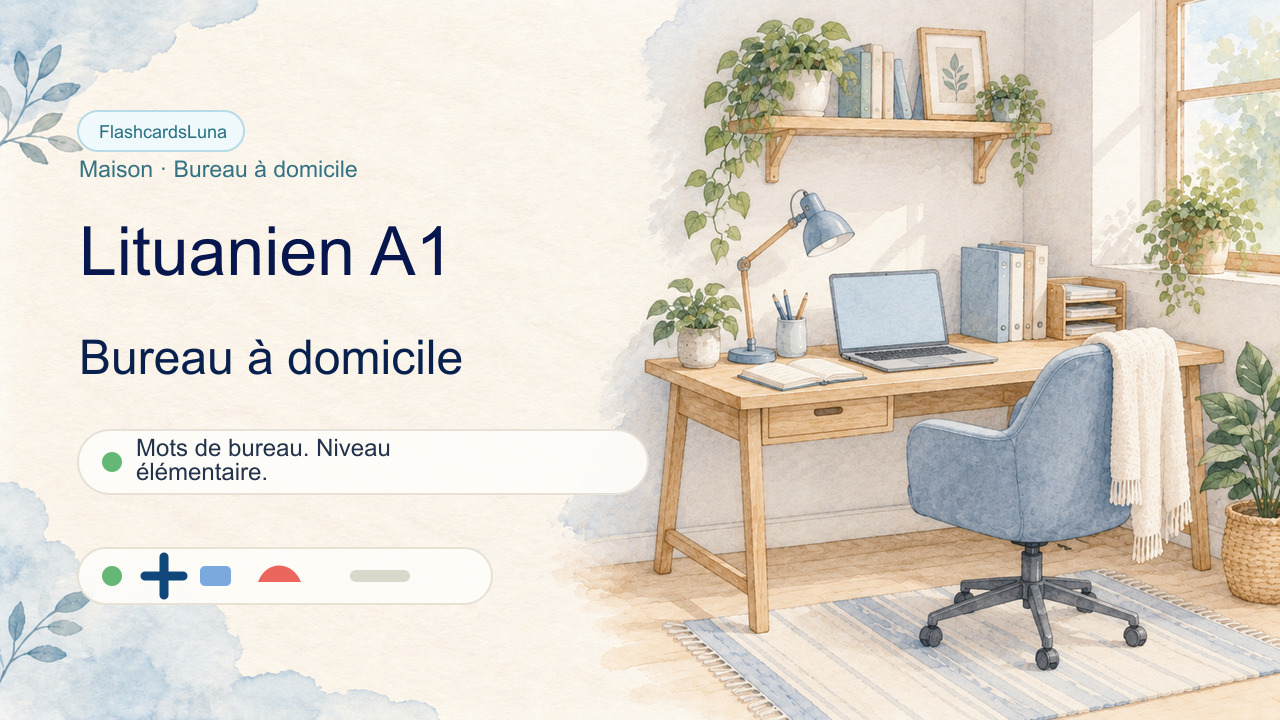 FlashcardsLuna
Maison · Bureau à domicile
Lituanien A1
Bureau à domicile
Mots de bureau. Niveau
élémentaire.